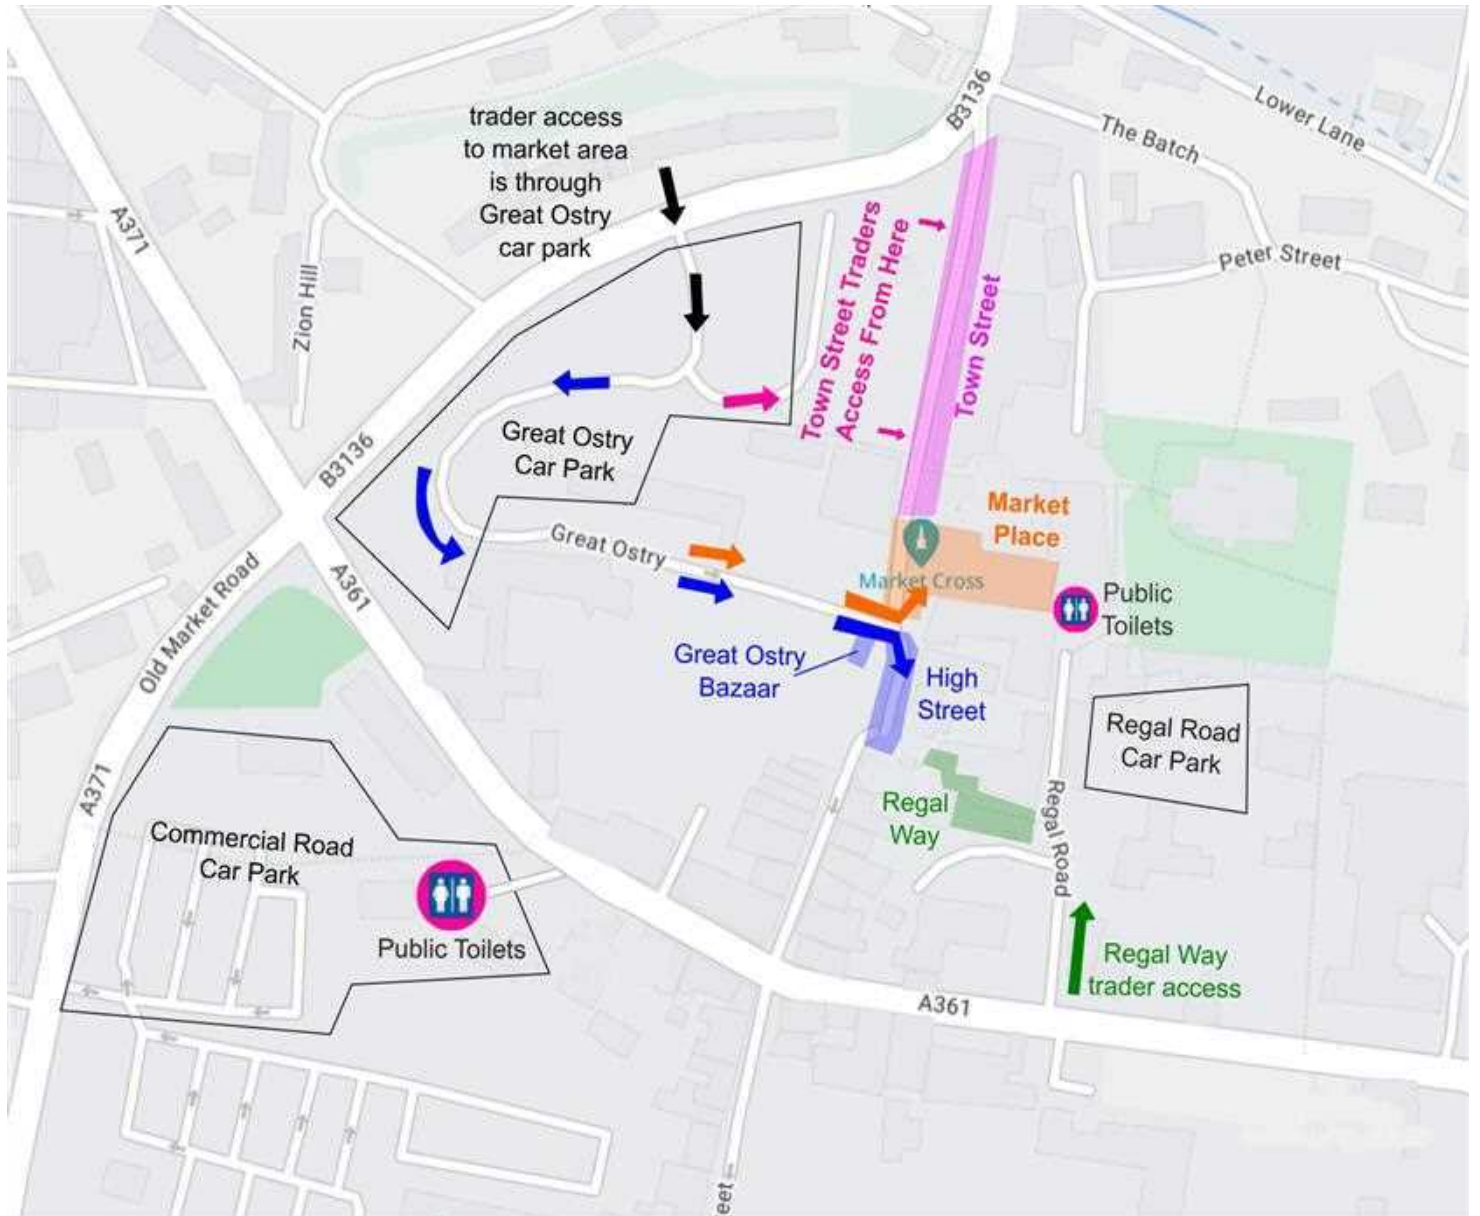 B3136
Lower Lane
The Batch
trader access
to market area
is through
Great Ostry
car park
A371
Zion Hill
Town Street Traders
Access From Here
Town Street
Peter Street
Great Ostry
Car Park
B3136
Market
Place
Great Ostry
Market Cross
Public
Toilets
Old Market Road
A361
Great Ostry
Bazaar
High
Street
Regal Road
Car Park
A371
Regal
Way
Regal Road
Commercial Road
Car Park
Public Toilets
Regal Way
trader access
A361
eet